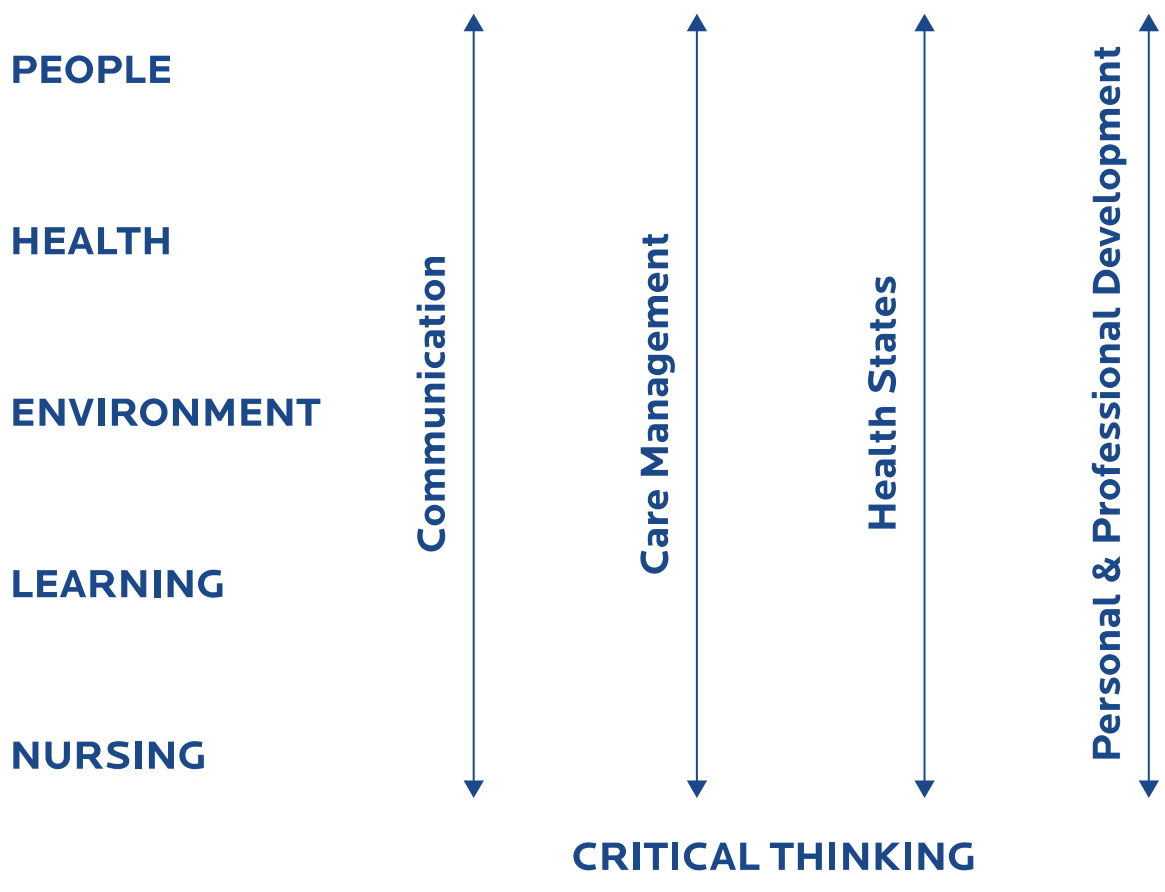 PEOPLE
HEALTH
ENVIRONMENT
LEARNING
NURSING
Communication
Care Management
Health States
Personal & Professional Development
CRITICAL THINKING